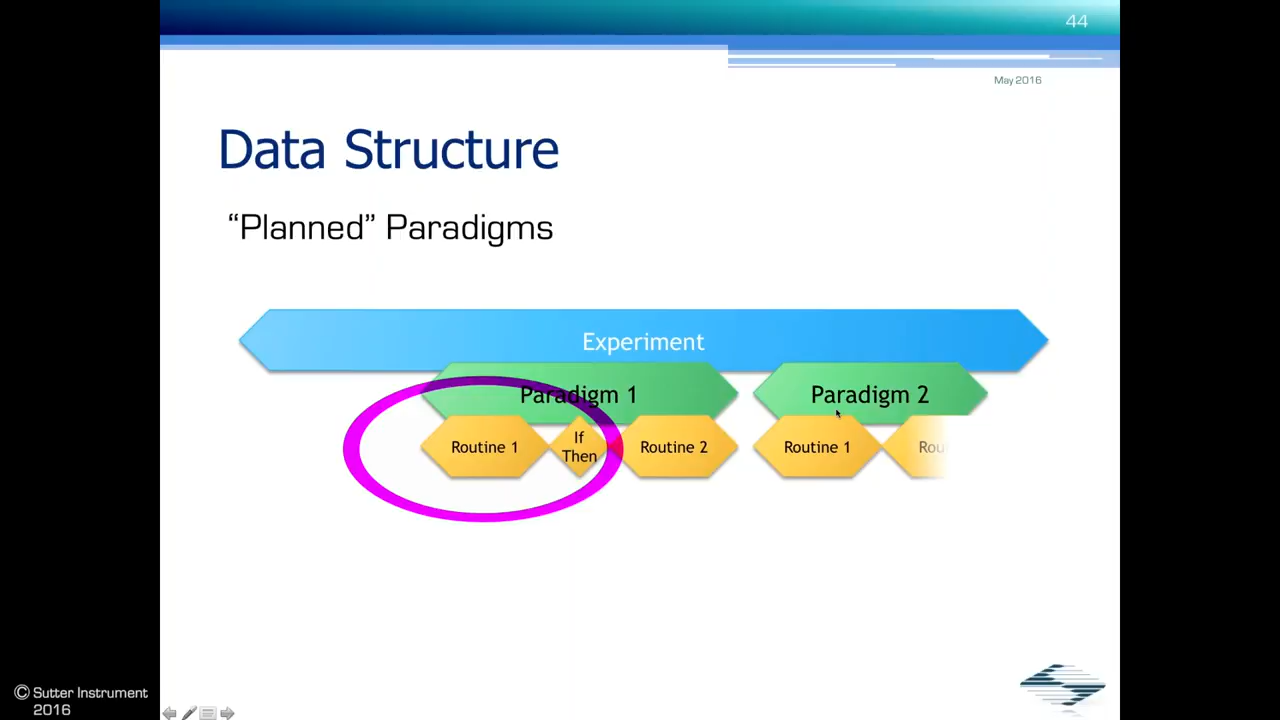 44
May 2016
Data Structure
“Planned” Paradigms
Experiment
Paradigm 1
Paradigm 2
Routine 1
If
Then
Routine 2
Routine 1
© Sutter Instrument
2016